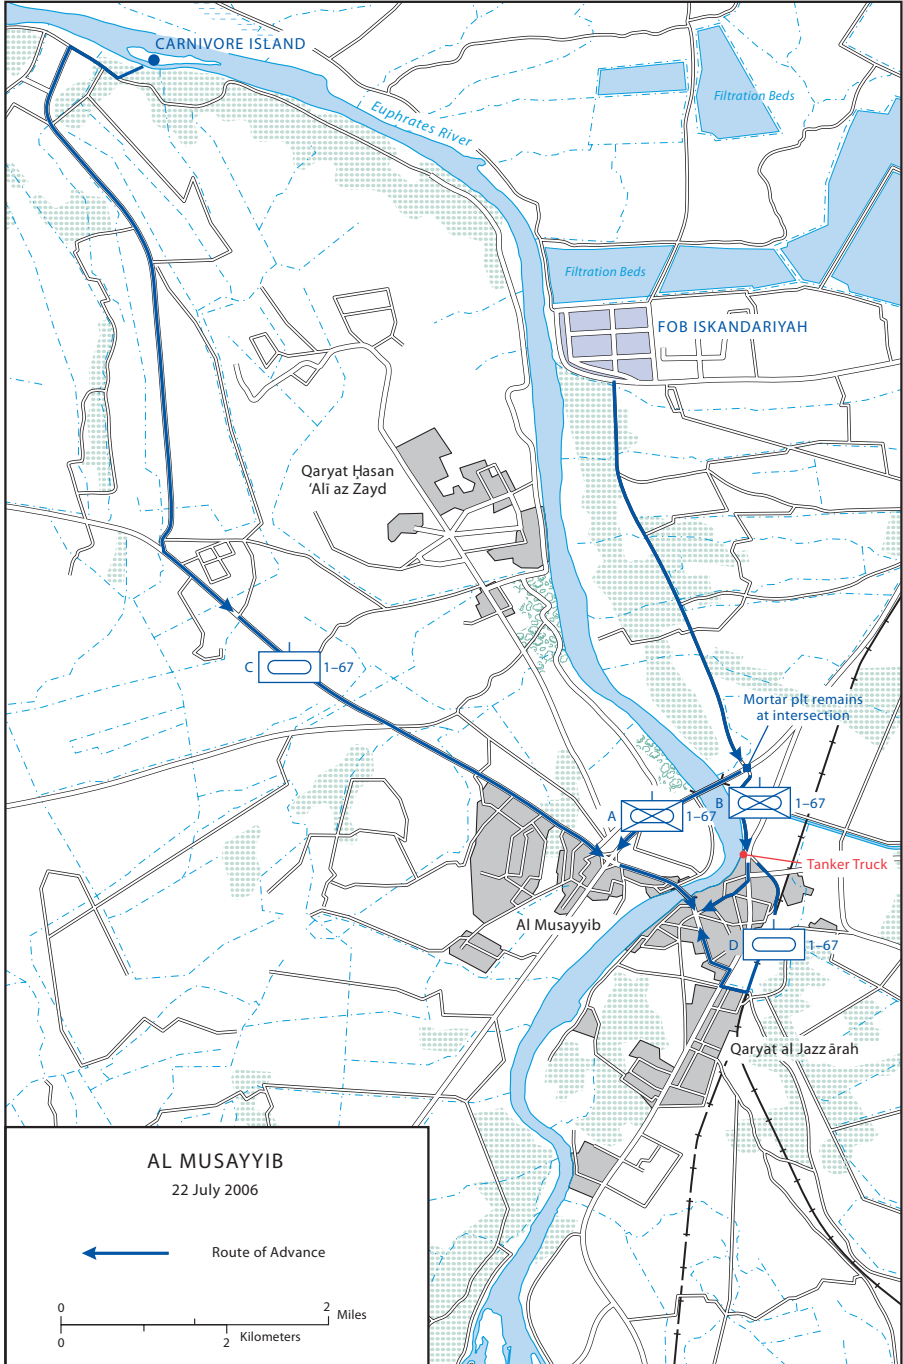 CARNIVORE ISLAND
Euphrates River
Filtration Beds
Filtration Beds
FOB ISKANDARIYAH
Qaryat Ḥasan
‘Alī az Zayd
C
1–67
Mortar plt remains
at intersection
A
1–67
B
1–67
Tanker Truck
Al Musayyib
D
1–67
Qaryat al Jazzārah
AL MUSAYYIB
22 July 2006
Route of Advance
0
2
Miles
0
2
Kilometers